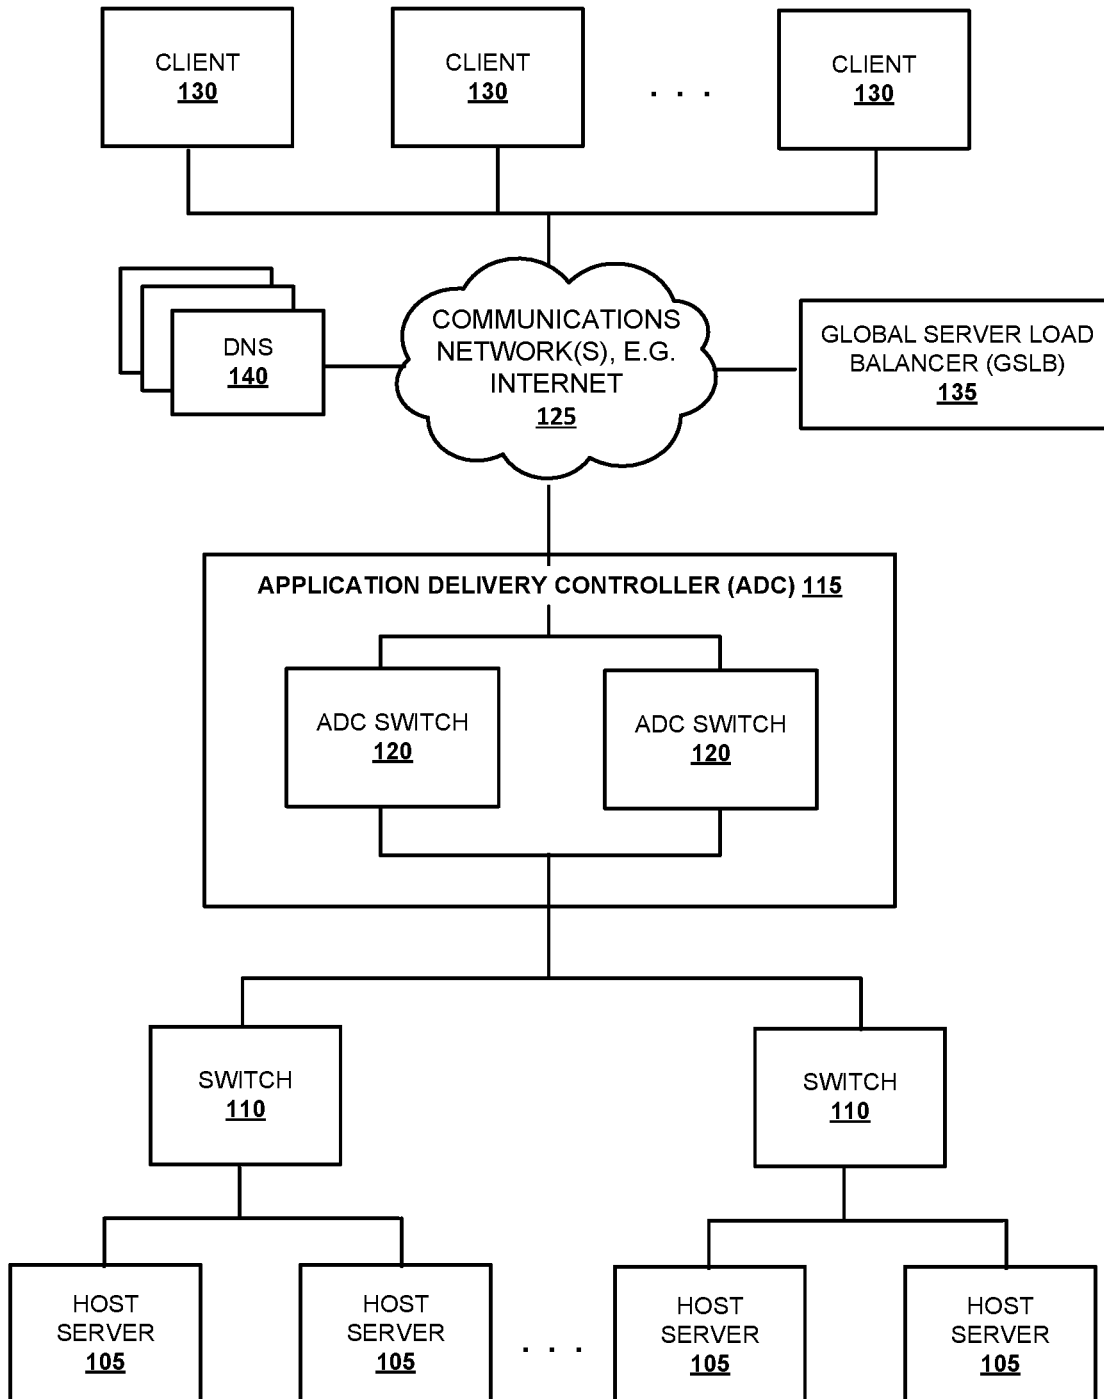 CLIENT
130
CLIENT
130
. . .
CLIENT
130
DNS
140
COMMUNICATIONS
NETWORK(S), E.G.
INTERNET
125
GLOBAL SERVER LOAD
BALANCER (GSLB)
135
APPLICATION DELIVERY CONTROLLER (ADC) 115
ADC SWITCH
120
ADC SWITCH
120
SWITCH
110
SWITCH
110
HOST
SERVER
105
HOST
SERVER
105
. . .
HOST
SERVER
105
HOST
SERVER
105